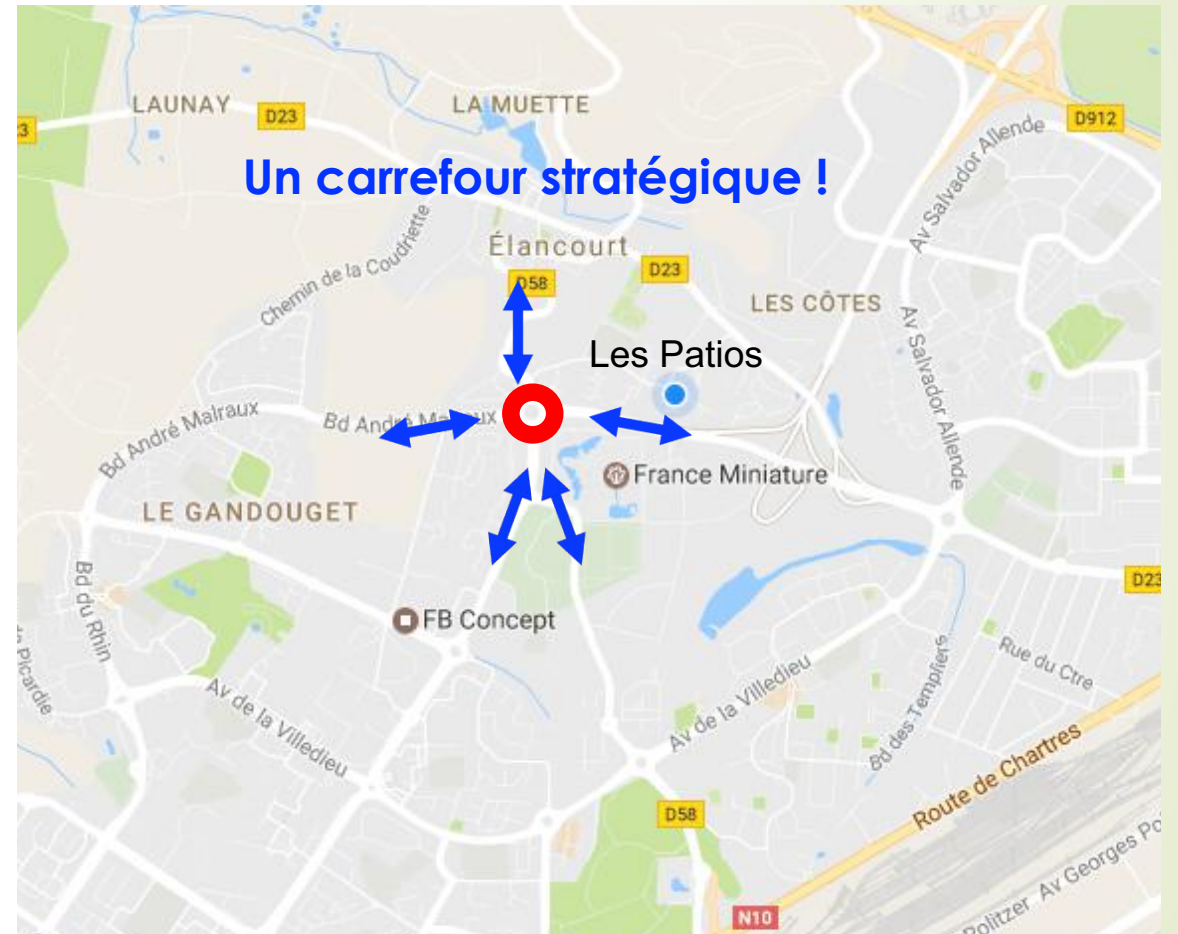 LAUNAY
D23
LA MUETTE
Av Salvador Allende
D912
Un carrefour stratégique !
Chemin de la Coudriette
Élancourt
D58
D23
LES CÔTES
Les Patios
Av Salvador Allende
Bd André Malraux
Bd André
France Miniature
LE GANDOUGET
Bd du Rhin
FB Concept
D23
Picardie
Av de la Villedieu
Av de la Villedieu
Bd des Templiers
Rue du Ctre
D58
Route de Chartres
N10
Politzer
Av Georges